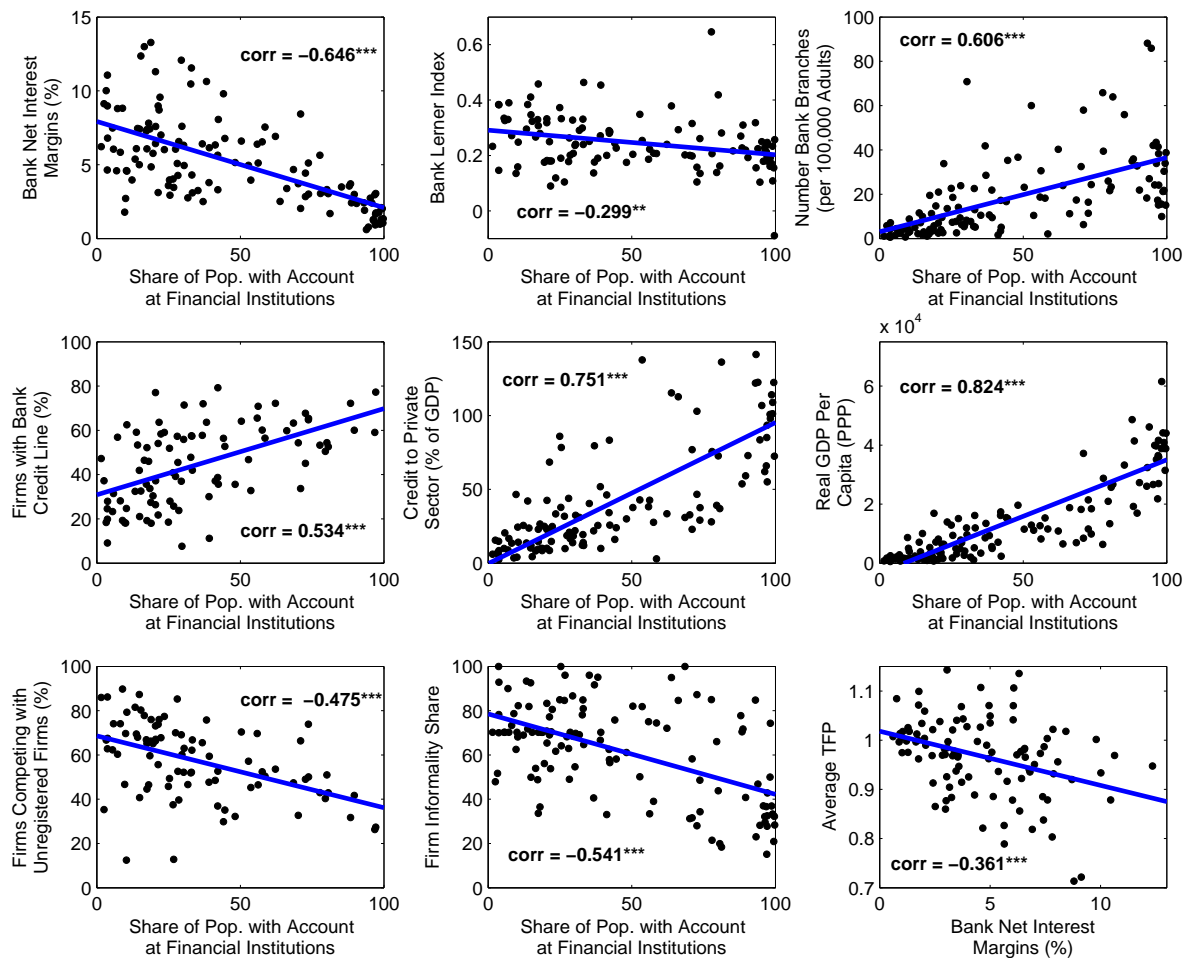 15
10
5
0
Bank Net Interest
Margins (%)
corr = −0.646***
0 50 100
Share of Pop. with Account
at Financial Institutions
0.6
0.4
0.2
0
Bank Lerner Index
corr = −0.299**
0 50 100
Share of Pop. with Account
at Financial Institutions
100
80
60
40
20
0
Number Bank Branches
(per 100,000 Adults)
corr = 0.606***
0 50 100
Share of Pop. with Account
at Financial Institutions
100
80
60
40
20
0
Firms with Bank
Credit Line (%)
corr = 0.534***
0 50 100
Share of Pop. with Account
at Financial Institutions
150
100
50
0
Credit to Private
Sector (% of GDP)
corr = 0.751***
0 50 100
Share of Pop. with Account
at Financial Institutions
x 10^4
6
4
2
0
Real GDP Per
Capita (PPP)
corr = 0.824***
0 50 100
Share of Pop. with Account
at Financial Institutions
100
80
60
40
20
0
Firms Competing with
Unregistered Firms (%)
corr = −0.475***
0 50 100
Share of Pop. with Account
at Financial Institutions
100
80
60
40
20
0
Firm Informality Share
corr = −0.541***
0 50 100
Share of Pop. with Account
at Financial Institutions
1.1
1
0.9
0.8
0.7
Average TFP
corr = −0.361***
0 5 10
Bank Net Interest
Margins (%)